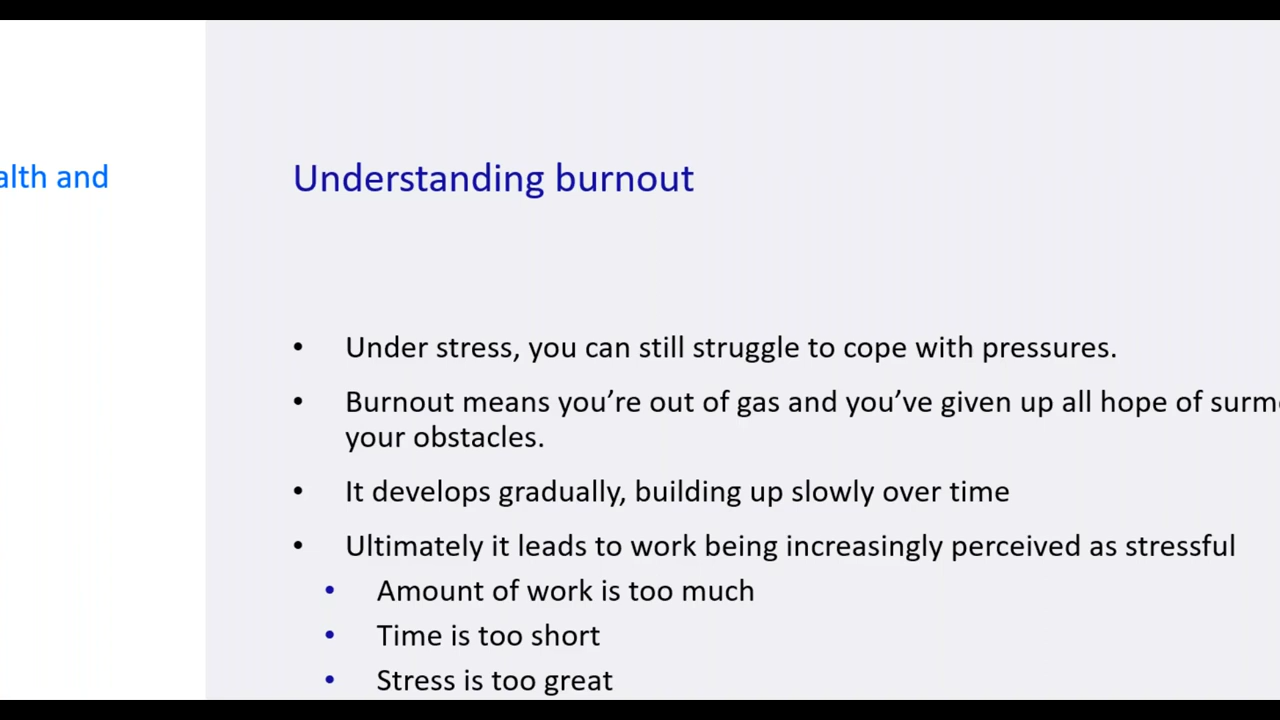 alth and
Understanding burnout
• Under stress, you can still struggle to cope with pressures.
• Burnout means you’re out of gas and you’ve given up all hope of
your obstacles.
• It develops gradually, building up slowly over time
• Ultimately it leads to work being increasingly perceived as stressful
• Amount of work is too much
• Time is too short
• Stress is too great